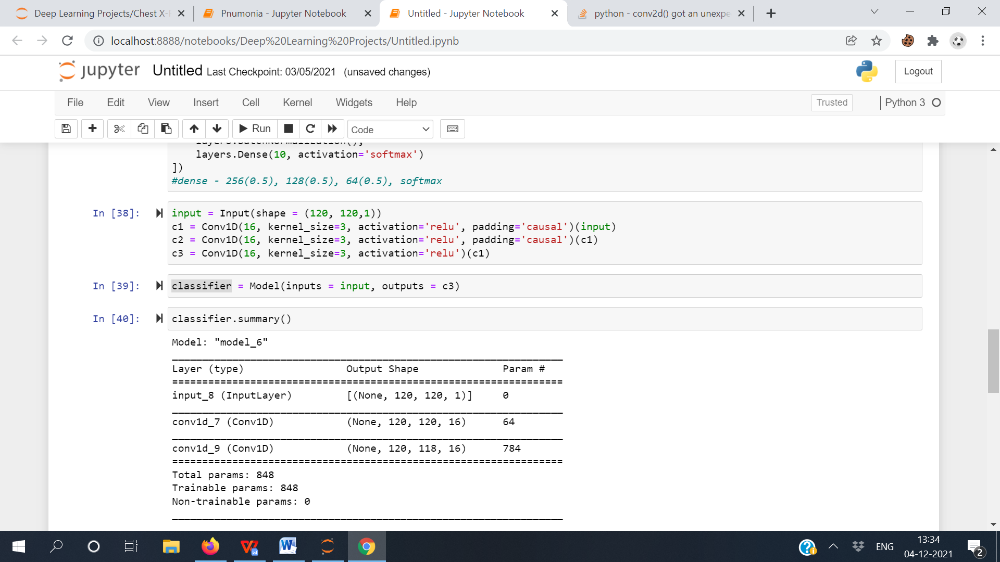 Deep Learning Projects/Chest X-
Pnumonia - Jupyter Notebook
Untitled - Jupyter Notebook
python - conv2d() got an unexpe
localhost:8888/notebooks/Deep%20Learning%20Projects/Untitled.ipynb
jupyter Untitled Last Checkpoint: 03/05/2021 (unsaved changes)
Logout
File Edit View Insert Cell Kernel Widgets Help
Trusted
Python 3
Run
Code
layers.BatchNormalization(),
layers.Dense(10, activation='softmax')
])
#dense - 256(0.5), 128(0.5), 64(0.5), softmax
In [38]:
input = Input(shape = (120, 120,1))
c1 = Conv1D(16, kernel_size=3, activation='relu', padding='causal')(input)
c2 = Conv1D(16, kernel_size=3, activation='relu', padding='causal')(c1)
c3 = Conv1D(16, kernel_size=3, activation='relu')(c1)
In [39]:
classifier = Model(inputs = input, outputs = c3)
In [40]:
classifier.summary()
Model: "model_6"
_________________________________________________________________
Layer (type) Output Shape Param #
=================================================================
input_8 (InputLayer) [(None, 120, 120, 1)] 0
_________________________________________________________________
conv1d_7 (Conv1D) (None, 120, 120, 16) 64
_________________________________________________________________
conv1d_9 (Conv1D) (None, 120, 118, 16) 784
=================================================================
Total params: 848
Trainable params: 848
Non-trainable params: 0
_________________________________________________________________
ENG
13:34
04-12-2021
2